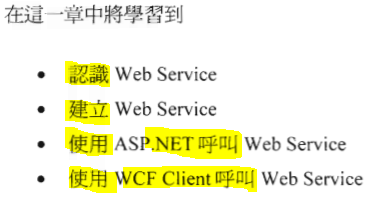 在這一章中將學習到
• 認識 Web Service
• 建立 Web Service
• 使用 ASP.NET 呼叫 Web Service
• 使用 WCF Client 呼叫 Web Service